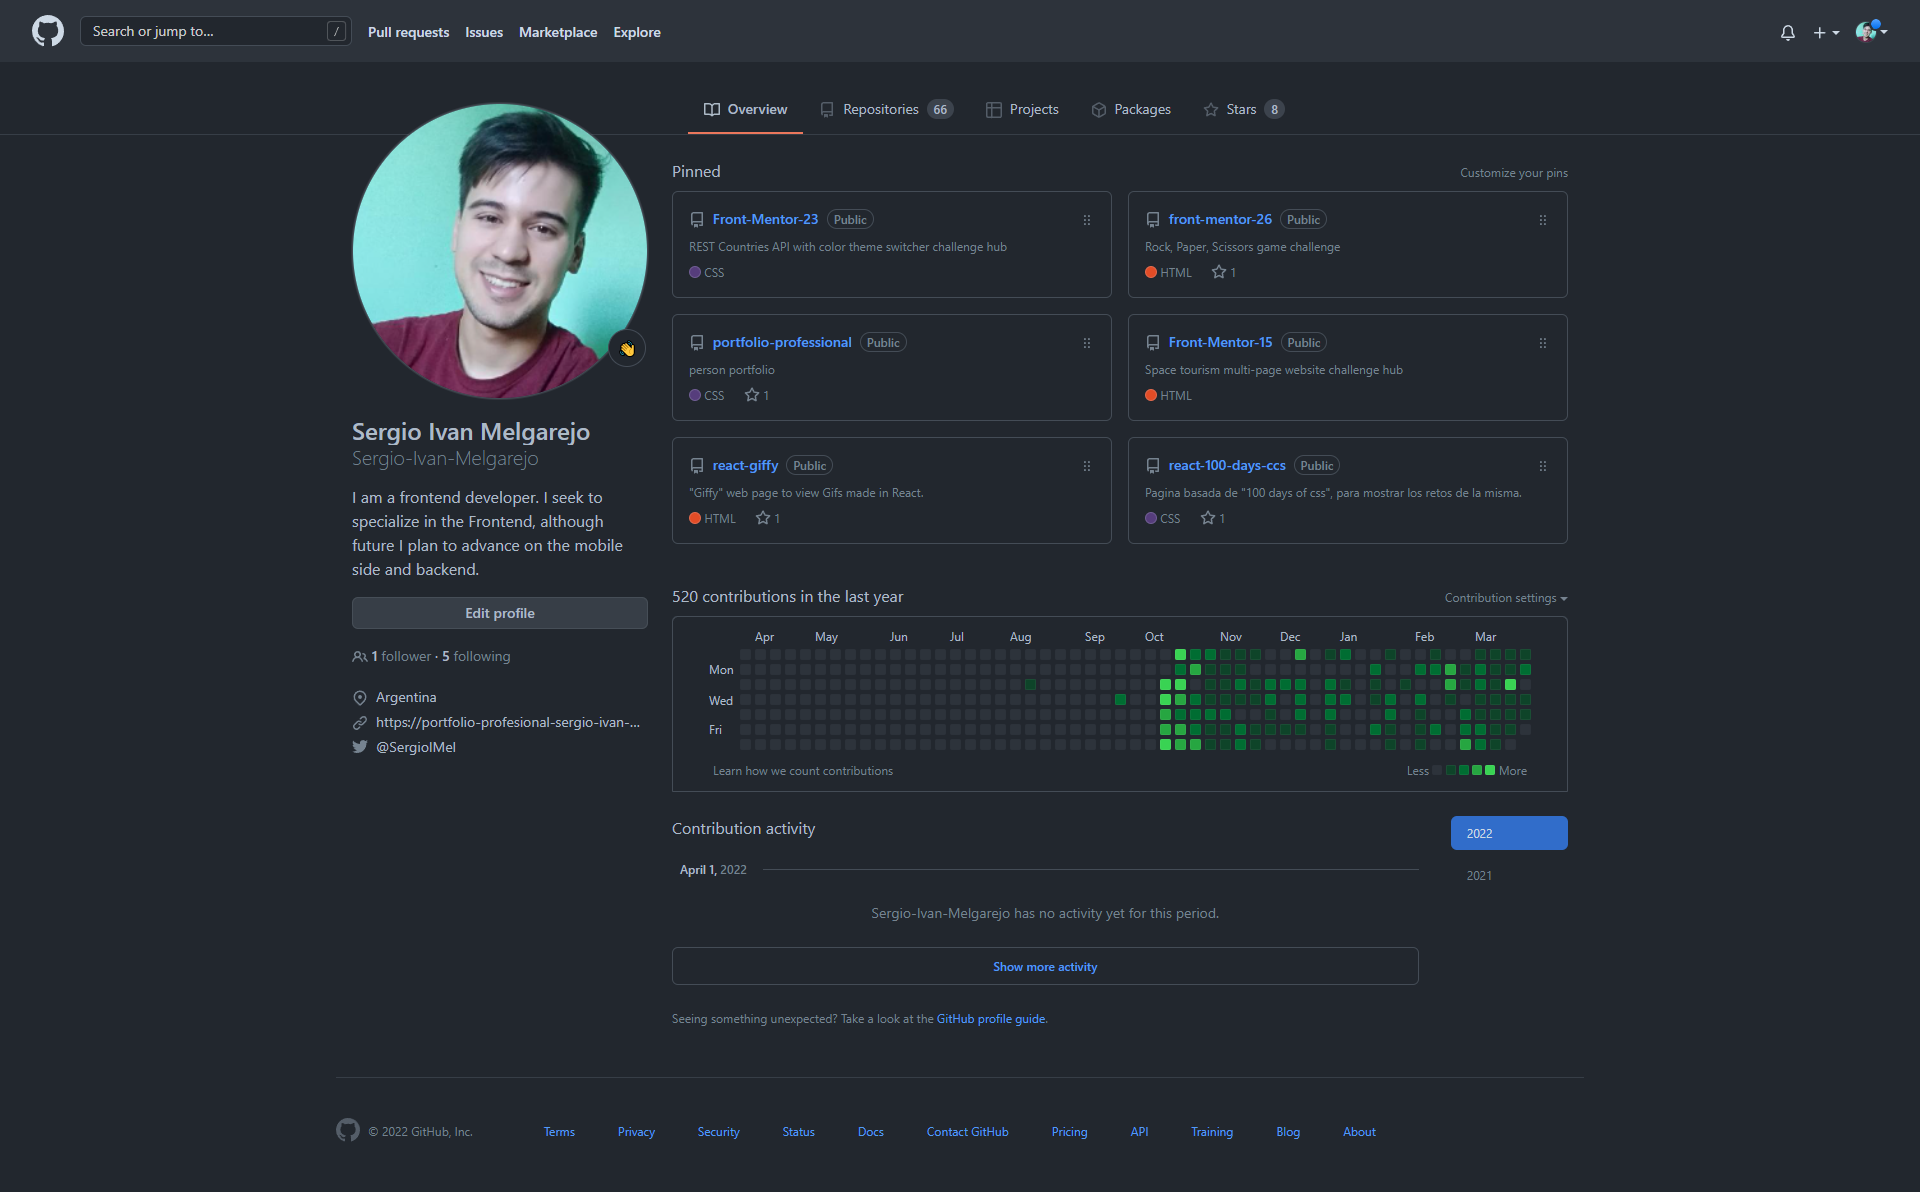 Search or jump to...
/
Pull requests
Issues
Marketplace
Explore
Overview
Repositories 66
Projects
Packages
Stars 8
Sergio Ivan Melgarejo
Sergio-Ivan-Melgarejo
I am a frontend developer. I seek to
specialize in the Frontend, although
future I plan to advance on the mobile
side and backend.
Edit profile
1 follower · 5 following
Argentina
https://portfolio-profesional-sergio-ivan-...
@SergioIMel
Pinned
Customize your pins
Front-Mentor-23 Public
REST Countries API with color theme switcher challenge hub
CSS
front-mentor-26 Public
Rock, Paper, Scissors game challenge
HTML 1
portfolio-professional Public
person portfolio
CSS 1
Front-Mentor-15 Public
Space tourism multi-page website challenge hub
HTML
react-giffy Public
"Giffy" web page to view Gifs made in React.
HTML 1
react-100-days-ccs Public
Pagina basada de "100 days of css", para mostrar los retos de la misma.
CSS 1
520 contributions in the last year
Contribution settings
Apr May Jun Jul Aug Sep Oct Nov Dec Jan Feb Mar
Mon
Wed
Fri
Learn how we count contributions
Less More
Contribution activity
2022
2021
April 1, 2022
Sergio-Ivan-Melgarejo has no activity yet for this period.
Show more activity
Seeing something unexpected? Take a look at the GitHub profile guide.
© 2022 GitHub, Inc.
Terms
Privacy
Security
Status
Docs
Contact GitHub
Pricing
API
Training
Blog
About